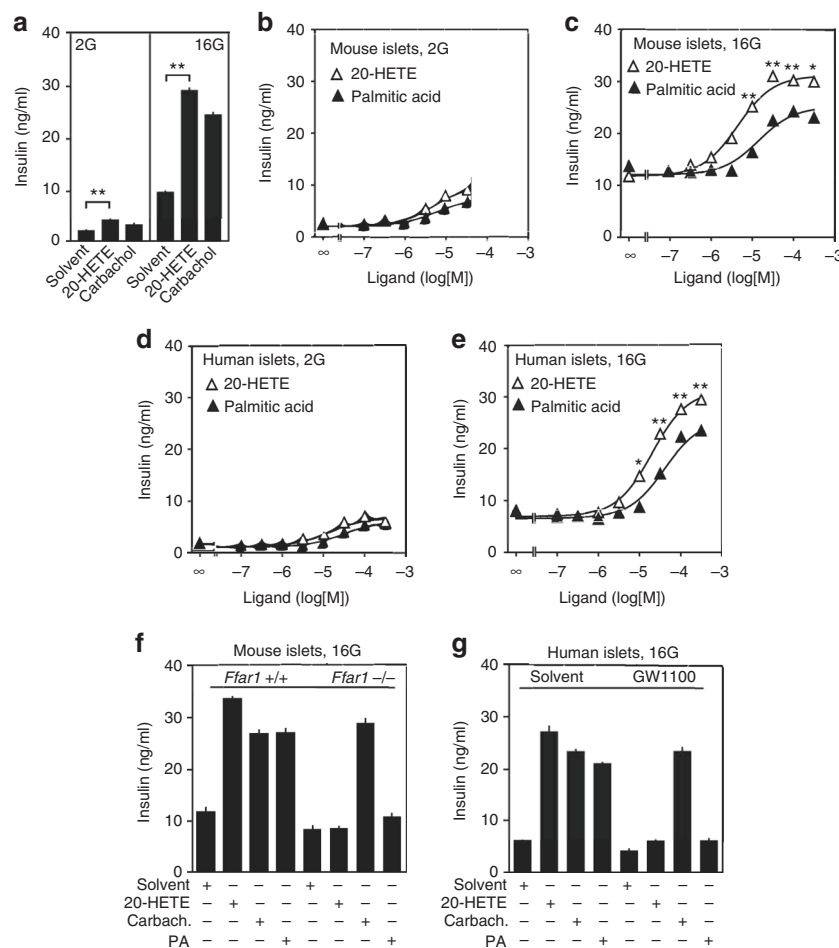 a
2G
16G
**
**
Insulin (ng/ml)
40
30
20
10
0
Solvent
20-HETE
Carbachol
Solvent
20-HETE
Carbachol
b
Mouse islets, 2G
20-HETE
Palmitic acid
Insulin (ng/ml)
40
30
20
10
0
∞ –7 –6 –5 –4 –3
Ligand (log[M])
c
Mouse islets, 16G
20-HETE
Palmitic acid
** ** ** *
Insulin (ng/ml)
40
30
20
10
0
∞ –7 –6 –5 –4 –3
Ligand (log[M])
d
Human islets, 2G
20-HETE
Palmitic acid
Insulin (ng/ml)
40
30
20
10
0
∞ –7 –6 –5 –4 –3
Ligand (log[M])
e
Human islets, 16G
20-HETE
Palmitic acid
* ** ** **
Insulin (ng/ml)
40
30
20
10
0
∞ –7 –6 –5 –4 –3
Ligand (log[M])
f
Mouse islets, 16G
Ffar1 +/+ Ffar1 –/–
Insulin (ng/ml)
40
30
20
10
0
Solvent + – – – + – – –
20-HETE – + – – – + – –
Carbach. – – + – – – + –
PA – – – + – – – +
g
Human islets, 16G
Solvent GW1100
Insulin (ng/ml)
40
30
20
10
0
Solvent + – – – + – – –
20-HETE – + – – – + – –
Carbach. – – + – – – + –
PA – – – + – – – +